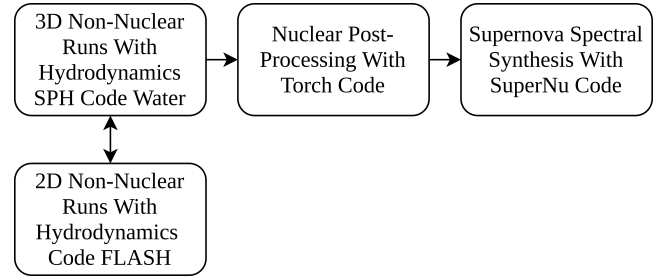 3D Non-Nuclear
Runs With
Hydrodynamics
SPH Code Water
Nuclear Post-
Processing With
Torch Code
Supernova Spectral
Synthesis With
SuperNu Code
2D Non-Nuclear
Runs With
Hydrodynamics
Code FLASH